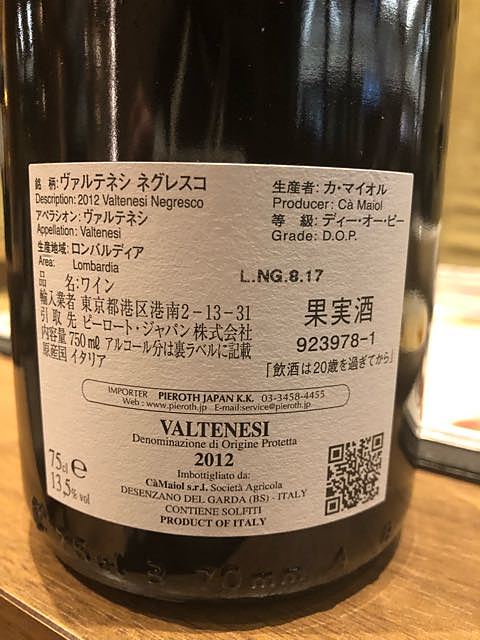 銘　柄:ヴァルテネシ ネグレスコ
Description:2012 Valtenesi Negresco
アペラシオン:ヴァルテネシ
Appellation: Valtenesi
生産地域:ロンバルディア
Area: Lombardia
生産者:カ・マイオル
Producer: Cà Maiol
等　級:ディー・オー・ピー
Grade: D.O.P.
L.NG.8.17
品　名:ワイン
輸入業者 東京都港区港南2-13-31
引 取 先 ピーロート・ジャパン株式会社
内容量 750㎖ アルコール分は裏ラベルに記載
原産国 イタリア
果実酒
923978-1
「飲酒は20歳を過ぎてから」
IMPORTER PIEROTH JAPAN K.K. 03-3458-4455
Web : www.pieroth.jp E-mail:service@pieroth.jp
VALTENESI
Denominazione di Origine Protetta
2012
75cl e
13,5% vol
Imbottigliato da:
CàMaiol s.r.l. Società Agricola
DESENZANO DEL GARDA (BS) - ITALY
CONTIENE SOLFITI
PRODUCT OF ITALY